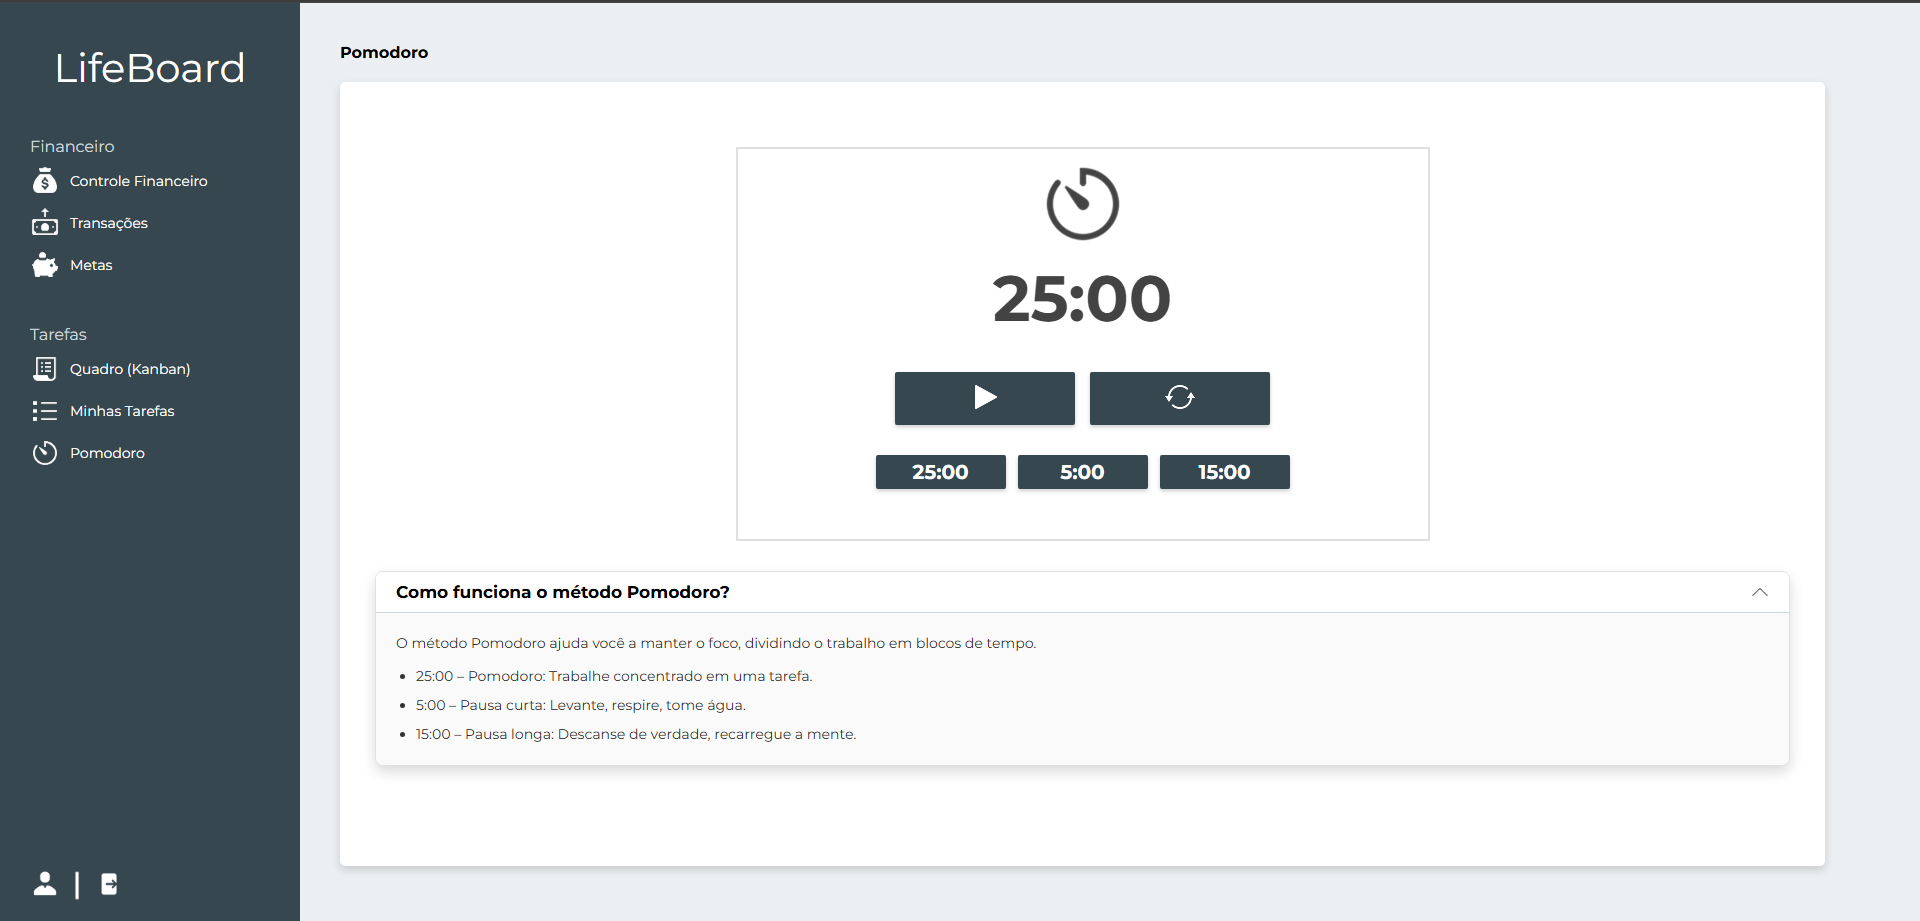 LifeBoard
Financeiro
Controle Financeiro
Transações
Metas
Tarefas
Quadro (Kanban)
Minhas Tarefas
Pomodoro
Pomodoro
25:00
25:00
5:00
15:00
Como funciona o método Pomodoro?
O método Pomodoro ajuda você a manter o foco, dividindo o trabalho em blocos de tempo.
25:00 – Pomodoro: Trabalhe concentrado em uma tarefa.
5:00 – Pausa curta: Levante, respire, tome água.
15:00 – Pausa longa: Descanse de verdade, recarregue a mente.